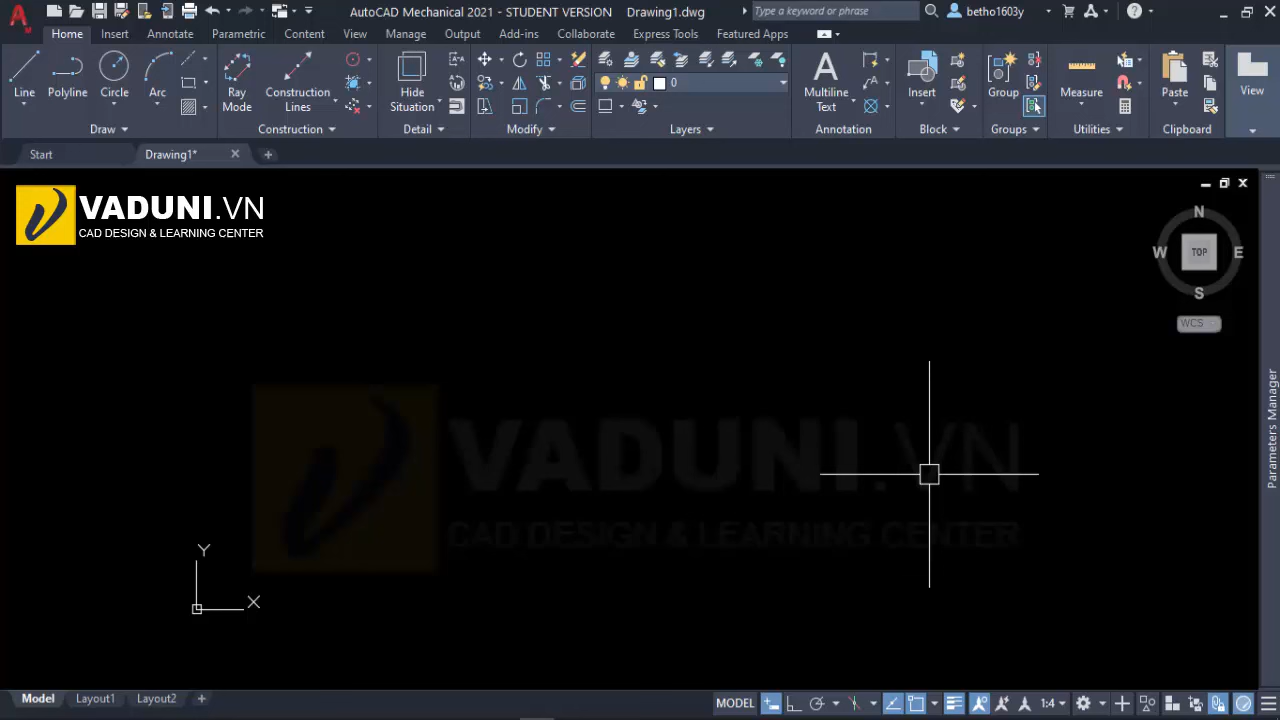 AutoCAD Mechanical 2021 - STUDENT VERSION Drawing1.dwg Type a keyword or phrase betho1603y
Home Insert Annotate Parametric Content View Manage Output Add-ins Collaborate Express Tools Featured Apps
Line Polyline Circle Arc Ray Mode Construction Lines Hide Situation 0 Multiline Text Insert Group Measure Paste View
Draw Construction Detail Modify Layers Annotation Block Groups Utilities Clipboard
Start Drawing1*
VADUNI.VN
CAD DESIGN & LEARNING CENTER
N
W TOP E
S
WCS
Parameters Manager
VADUNI.VN
CAD DESIGN & LEARNING CENTER
Y
X
Model Layout1 Layout2 MODEL 1:4